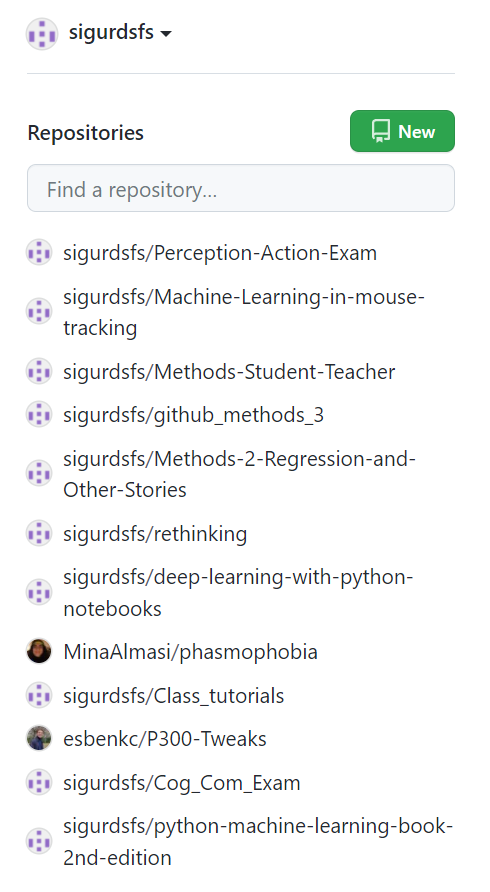 sigurdsfs
Repositories
New
Find a repository...
sigurdsfs/Perception-Action-Exam
sigurdsfs/Machine-Learning-in-mouse-
tracking
sigurdsfs/Methods-Student-Teacher
sigurdsfs/github_methods_3
sigurdsfs/Methods-2-Regression-and-
Other-Stories
sigurdsfs/rethinking
sigurdsfs/deep-learning-with-python-
notebooks
MinaAlmasi/phasmophobia
sigurdsfs/Class_tutorials
esbenkc/P300-Tweaks
sigurdsfs/Cog_Com_Exam
sigurdsfs/python-machine-learning-book-
2nd-edition